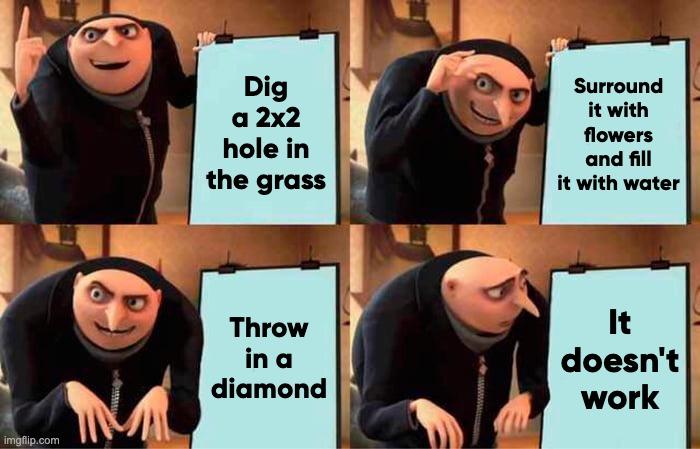 Dig
a 2x2
hole in
the grass
Surround
it with
flowers
and fill
it with water
Throw
in a
diamond
It
doesn't
work
imgflip.com